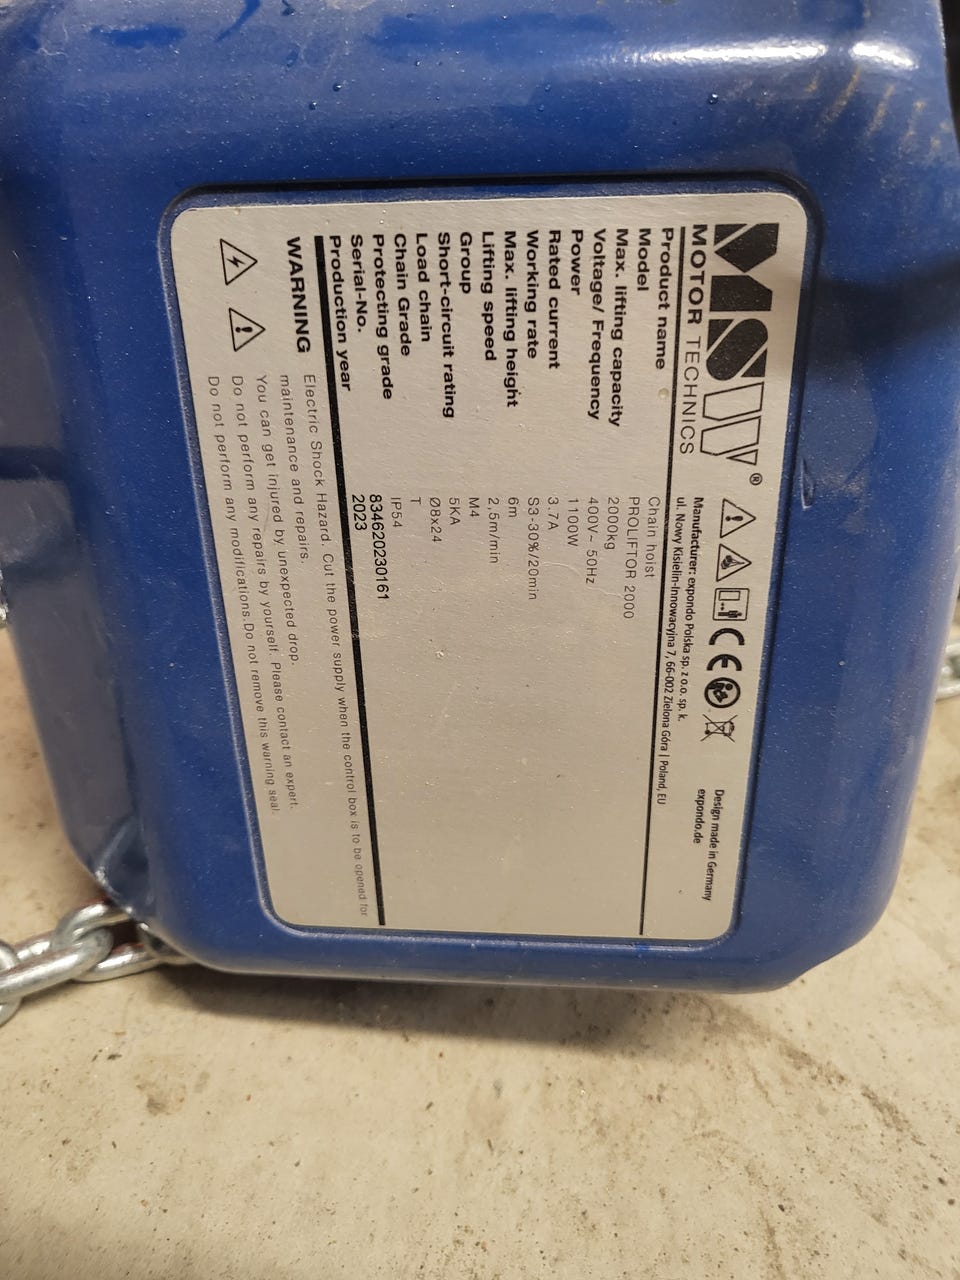 MSW®
MOTOR TECHNICS
Manufacturer: expondo Polska sp. z o.o. sp. k.
ul. Nowy Kisielin-Innowacyjna 7, 66-002 Zielona Góra | Poland, EU
Design made in Germany
expondo.de
Product name Chain hoist
Model PROLIFTOR 2000
Max. lifting capacity 2000kg
Voltage/ Frequency 400V~ 50Hz
Power 1100W
Rated current 3.7A
Working rate S3-30%/20min
Max. lifting height 6m
Lifting speed 2,5m/min
Group M4
Short-circuit rating 5KA
Load chain Ø8x24
Chain Grade T
Protecting grade IP54
Serial-No. 834620230161
Production year 2023
WARNING
Electric Shock Hazard. Cut the power supply when the control box is to be opened for
maintenance and repairs.
You can get injured by unexpected drop.
Do not perform any repairs by yourself. Please contact an expert.
Do not perform any modifications.Do not remove this warning seal.